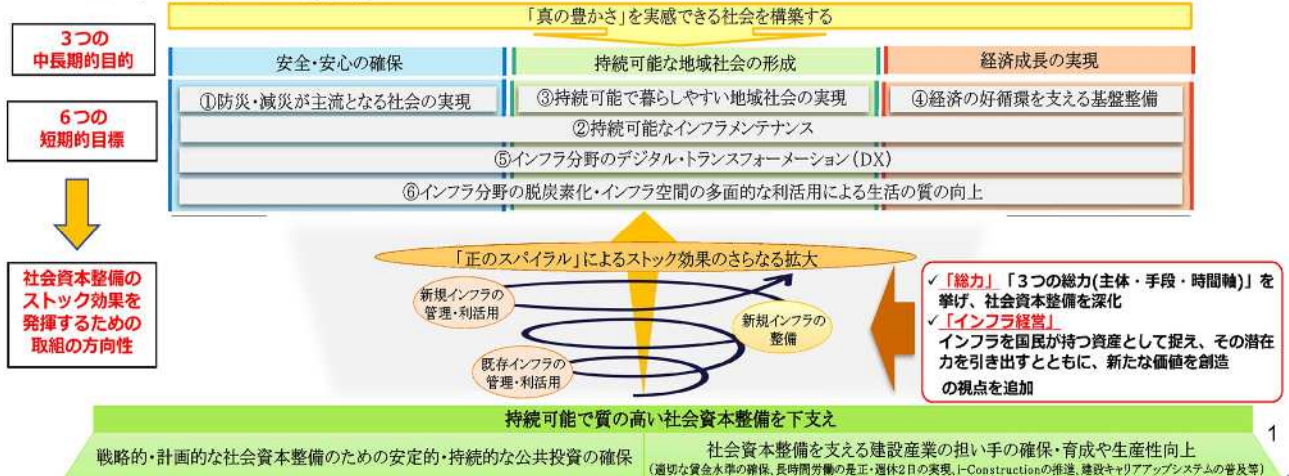 「真の豊かさ」を実感できる社会を構築する
3つの
中長期的目的
安全・安心の確保
持続可能な地域社会の形成
経済成長の実現
6つの
短期的目標
①防災・減災が主流となる社会の実現
③持続可能で暮らしやすい地域社会の実現
④経済の好循環を支える基盤整備
②持続可能なインフラメンテナンス
⑤インフラ分野のデジタル・トランスフォーメーション(DX)
⑥インフラ分野の脱炭素化・インフラ空間の多面的な利活用による生活の質の向上
社会資本整備の
ストック効果を
発揮するための
取組の方向性
「正のスパイラル」によるストック効果のさらなる拡大
新規インフラの
管理・利活用
新規インフラの
整備
既存インフラの
管理・利活用
✓「総力」「3つの総力(主体・手段・時間軸)」を
挙げ、社会資本整備を深化
✓「インフラ経営」
インフラを国民が持つ資産として捉え、その潜在
力を引き出すとともに、新たな価値を創造
の視点を追加
持続可能で質の高い社会資本整備を下支え
戦略的・計画的な社会資本整備のための安定的・持続的な公共投資の確保
社会資本整備を支える建設産業の担い手の確保・育成や生産性向上
(適切な賃金水準の確保、長時間労働の是正・週休2日の実現、i-Constructionの推進、建設キャリアアップシステムの普及等)
1